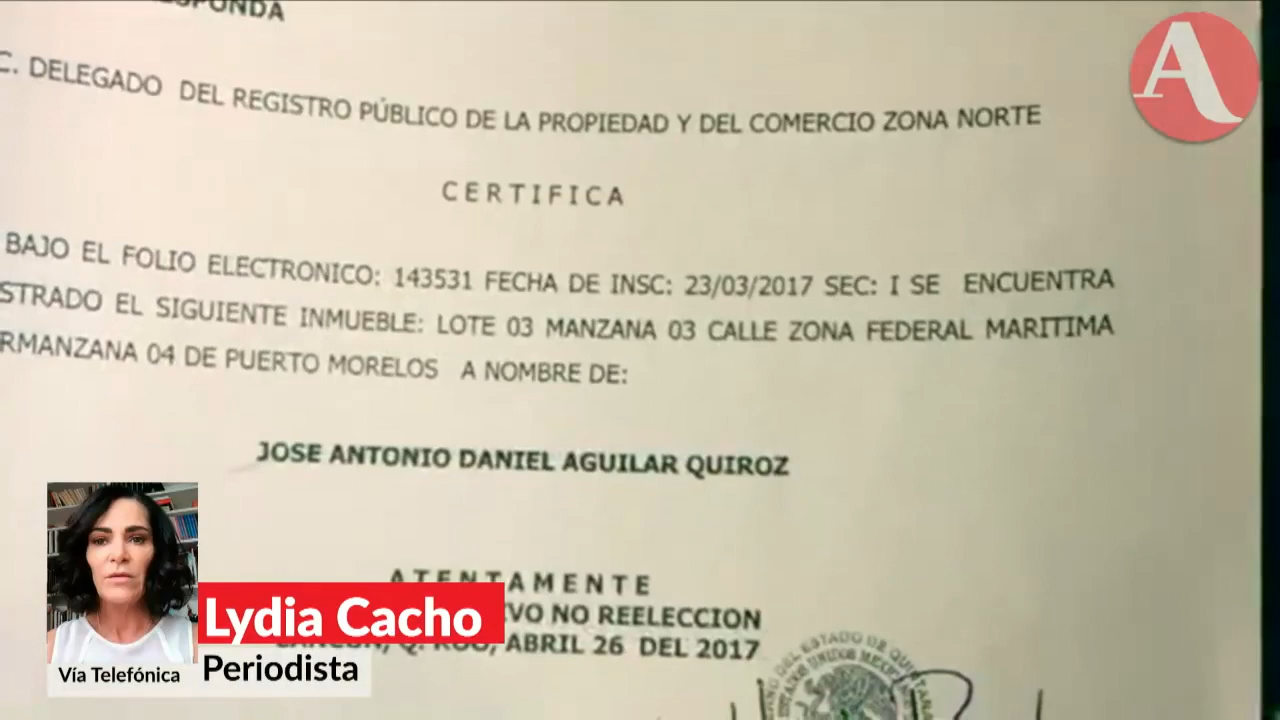 C. DELEGADO DEL REGISTRO PÚBLICO DE LA PROPIEDAD Y DEL COMERCIO ZONA NORTE
CERTIFICA
BAJO EL FOLIO ELECTRONICO: 143531 FECHA DE INSC: 23/03/2017 SEC: I SE ENCUENTRA
STRADO EL SIGUIENTE INMUEBLE: LOTE 03 MANZANA 03 CALLE ZONA FEDERAL MARITIMA
RMANZANA 04 DE PUERTO MORELOS A NOMBRE DE:
JOSE ANTONIO DANIEL AGUILAR QUIROZ
ATENTAMENTE
VO NO REELECCION
CANCUN, Q. ROO, ABRIL 26 DEL 2017
A
Lydia Cacho
Periodista
Vía Telefónica